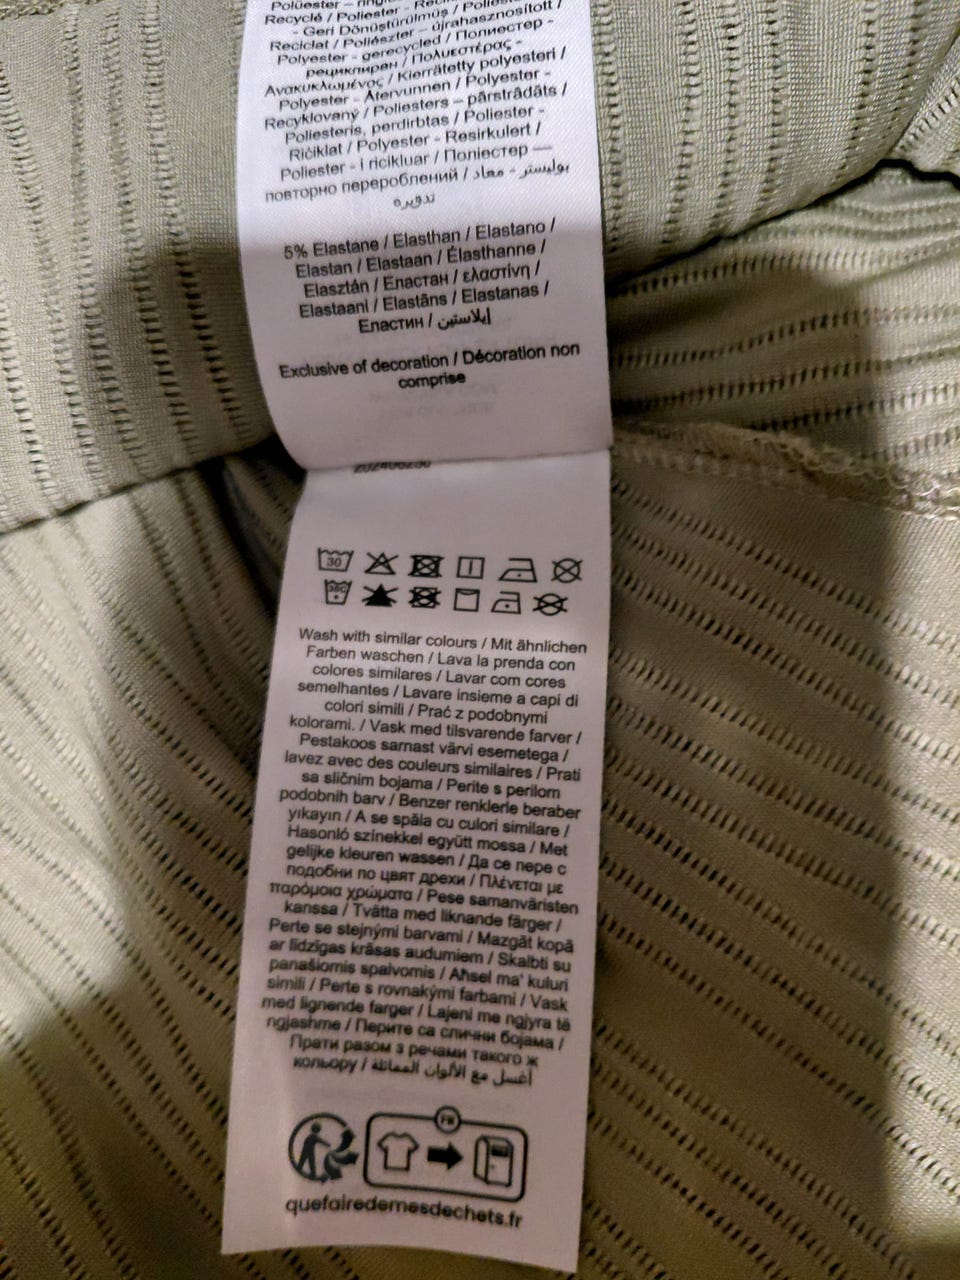 Polüester – ringl
Recyclé / Poliester -
- Geri Dönüştürülmüş /
Reciclat / Poliészter – újrahasznosított /
Polyester - gerecycled / Полиестер -
рециклиран / Πολυεστέρας -
Ανακυκλωμένος / Kierrätetty polyesteri /
Polyester - Återvunnen / Polyester -
Recyklovaný / Poliesters – pārstrādāts /
Poliesteris, perdirbtas / Poliester -
Riċiklat / Polyester - Resirkulert /
Poliester - i ricikluar / Поліестер —
повторно перероблений / بوليستر - معاد
تدويره
5% Elastane / Elasthan / Elastano /
Elastan / Elastaan / Élasthanne /
Elasztán / Еластан / ελαστίνη /
Elastaani / Elastāns / Elastanas /
Еластин / إيلاستين
Exclusive of decoration / Décoration non
comprise
30
30C
Wash with similar colours / Mit ähnlichen
Farben waschen / Lava la prenda con
colores similares / Lavar com cores
semelhantes / Lavare insieme a capi di
colori simili / Prać z podobnymi
kolorami. / Vask med tilsvarende farver /
Pestakoos sarnast värvi esemetega /
lavez avec des couleurs similaires / Prati
sa sličnim bojama / Perite s perilom
podobnih barv / Benzer renklerle beraber
yıkayın / A se spăla cu culori similare /
Hasonló színekkel együtt mossa / Met
gelijke kleuren wassen / Да се пере с
подобни по цвят дрехи / Πλένεται με
παρόμοια χρώματα / Pese samanväristen
kanssa / Tvätta med liknande färger /
Perte se stejnými barvami / Mazgāt kopā
ar līdzīgas krāsas audumiem / Skalbti su
panašiomis spalvomis / Aħsel ma' kuluri
simili / Perte s rovnakými farbami / Vask
med lignende farger / Lajeni me ngjyra të
ngjashme / Перите са слични бојама /
Прати разом з речами такого ж
кольору / أغسل مع الألوان المماثلة
FR
quefairedemesdechets.fr